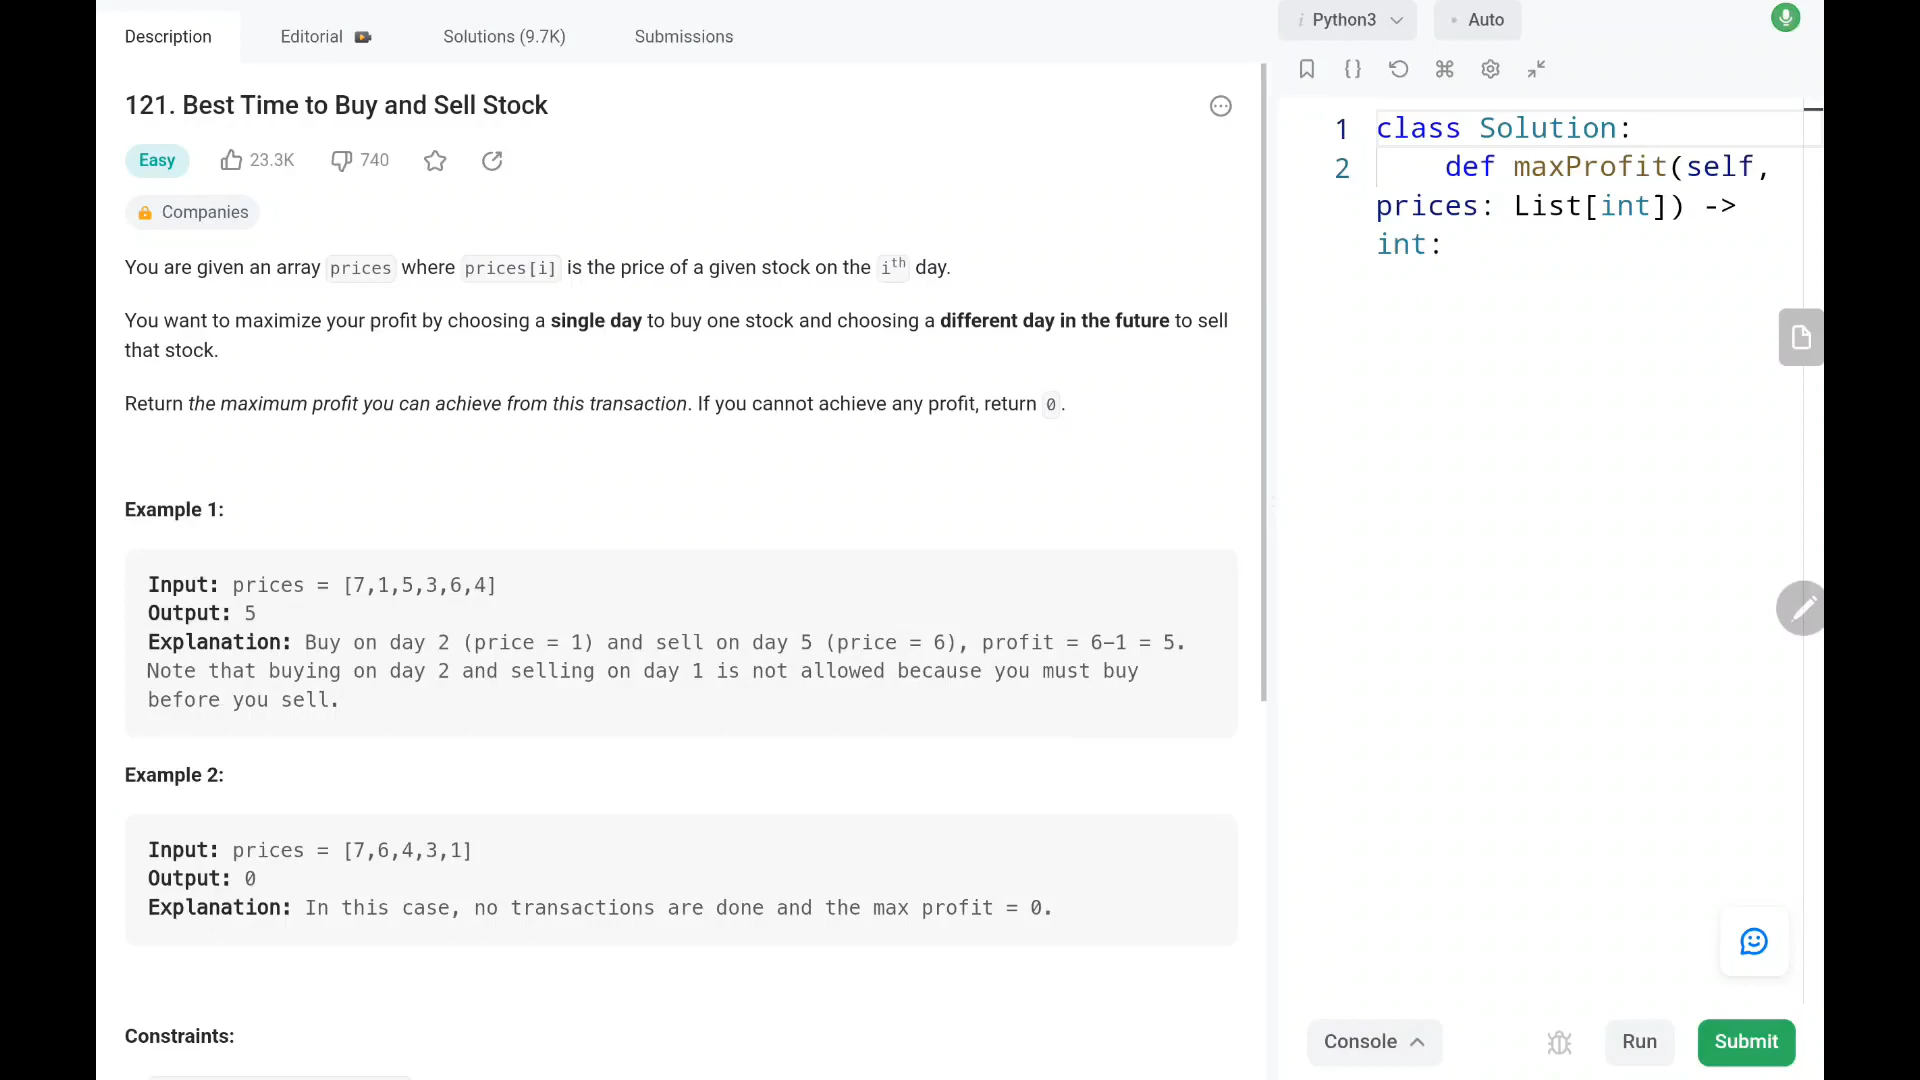 Description Editorial Solutions (9.7K) Submissions
121. Best Time to Buy and Sell Stock
Easy 23.3K 740
Companies
You are given an array prices where prices[i] is the price of a given stock on the ith day.
You want to maximize your profit by choosing a single day to buy one stock and choosing a different day in the future to sell
that stock.
Return the maximum profit you can achieve from this transaction. If you cannot achieve any profit, return 0.
Example 1:
Input: prices = [7,1,5,3,6,4]
Output: 5
Explanation: Buy on day 2 (price = 1) and sell on day 5 (price = 6), profit = 6-1 = 5.
Note that buying on day 2 and selling on day 1 is not allowed because you must buy
before you sell.
Example 2:
Input: prices = [7,6,4,3,1]
Output: 0
Explanation: In this case, no transactions are done and the max profit = 0.
Constraints:
i Python3 Auto
{}
1 class Solution:
2 def maxProfit(self,
prices: List[int]) ->
int:
Console Run Submit